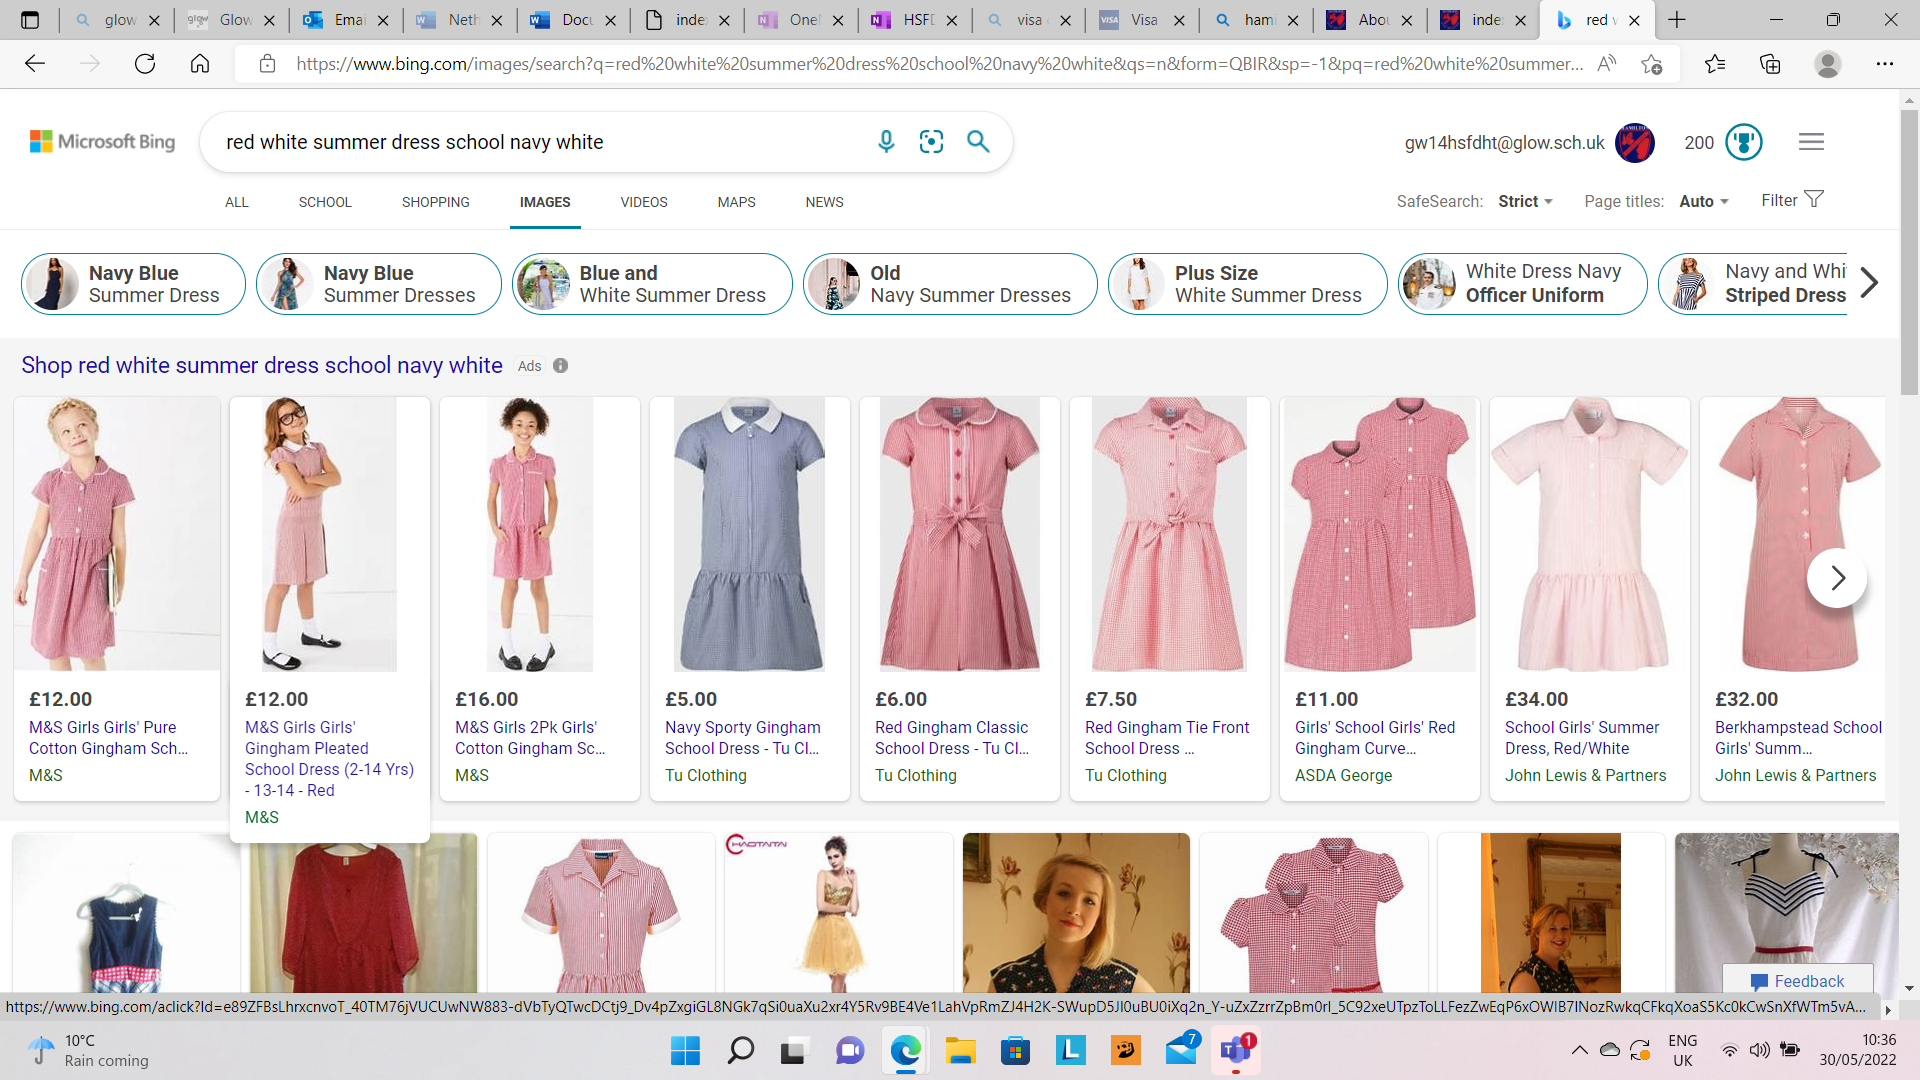 glow
Glow
Emai
Neth
Docu
inde
Onel
HSFD
visa
VISA
Visa
hami
Abou
inde
red w
https://www.bing.com/images/search?q=red%20white%20summer%20dress%20school%20navy%20white&qs=n&form=QBIR&sp=-1&pq=red%20white%20summer...
Microsoft Bing
red white summer dress school navy white
gw14hsfdht@glow.sch.uk
200
ALL
SCHOOL
SHOPPING
IMAGES
VIDEOS
MAPS
NEWS
SafeSearch: Strict
Page titles: Auto
Filter
Navy Blue
Summer Dress
Navy Blue
Summer Dresses
Blue and
White Summer Dress
Old
Navy Summer Dresses
Plus Size
White Summer Dress
White Dress Navy
Officer Uniform
Navy and Whi
Striped Dress
Shop red white summer dress school navy white Ads
£12.00
M&S Girls Girls' Pure
Cotton Gingham Sch...
M&S
£12.00
M&S Girls Girls'
Gingham Pleated
School Dress (2-14 Yrs)
- 13-14 - Red
M&S
£16.00
M&S Girls 2Pk Girls'
Cotton Gingham Sc...
M&S
£5.00
Navy Sporty Gingham
School Dress - Tu Cl...
Tu Clothing
£6.00
Red Gingham Classic
School Dress - Tu Cl...
Tu Clothing
£7.50
Red Gingham Tie Front
School Dress ...
Tu Clothing
£11.00
Girls' School Girls' Red
Gingham Curve...
ASDA George
£34.00
School Girls' Summer
Dress, Red/White
John Lewis & Partners
£32.00
Berkhampstead School
Girls' Summ...
John Lewis & Partners
CHAOTAITAI
Feedback
10°C
Rain coming
7
1
ENG
UK
10:36
30/05/2022